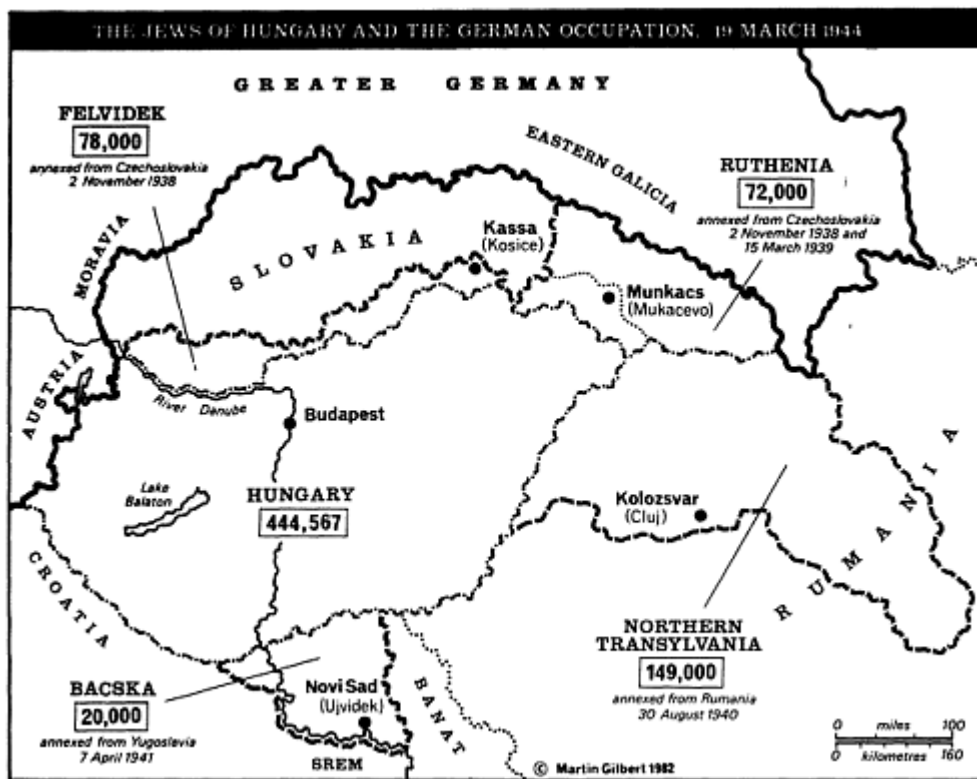 THE JEWS OF HUNGARY AND THE GERMAN OCCUPATION, 19 MARCH 1944
GREATER GERMANY
FELVIDEK
78,000
annexed from Czechoslovakia
2 November 1938
EASTERN GALICIA
RUTHENIA
72,000
annexed from Czechoslovakia
2 November 1938 and
15 March 1939
MORAVIA
SLOVAKIA
Kassa
(Kosice)
Munkacs
(Mukacevo)
AUSTRIA
River Danube
Budapest
Lake
Balaton
HUNGARY
444,567
Kolozsvar
(Cluj)
RUMANIA
CROATIA
NORTHERN
TRANSYLVANIA
149,000
annexed from Rumania
30 August 1940
BACSKA
20,000
annexed from Yugoslavia
7 April 1941
Novi Sad
(Ujvidek)
BANAT
SREM
© Martin Gilbert 1982
0 miles 100
0 kilometres 160